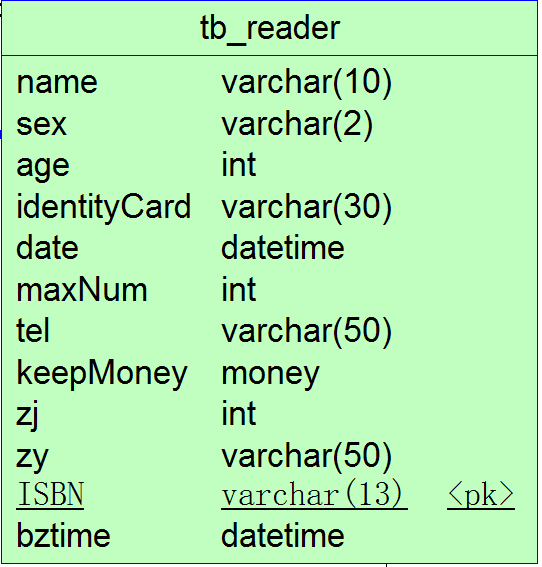 tb_reader
name varchar(10)
sex varchar(2)
age int
identityCard varchar(30)
date datetime
maxNum int
tel varchar(50)
keepMoney money
zj int
zy varchar(50)
ISBN varchar(13) <pk>
bztime datetime